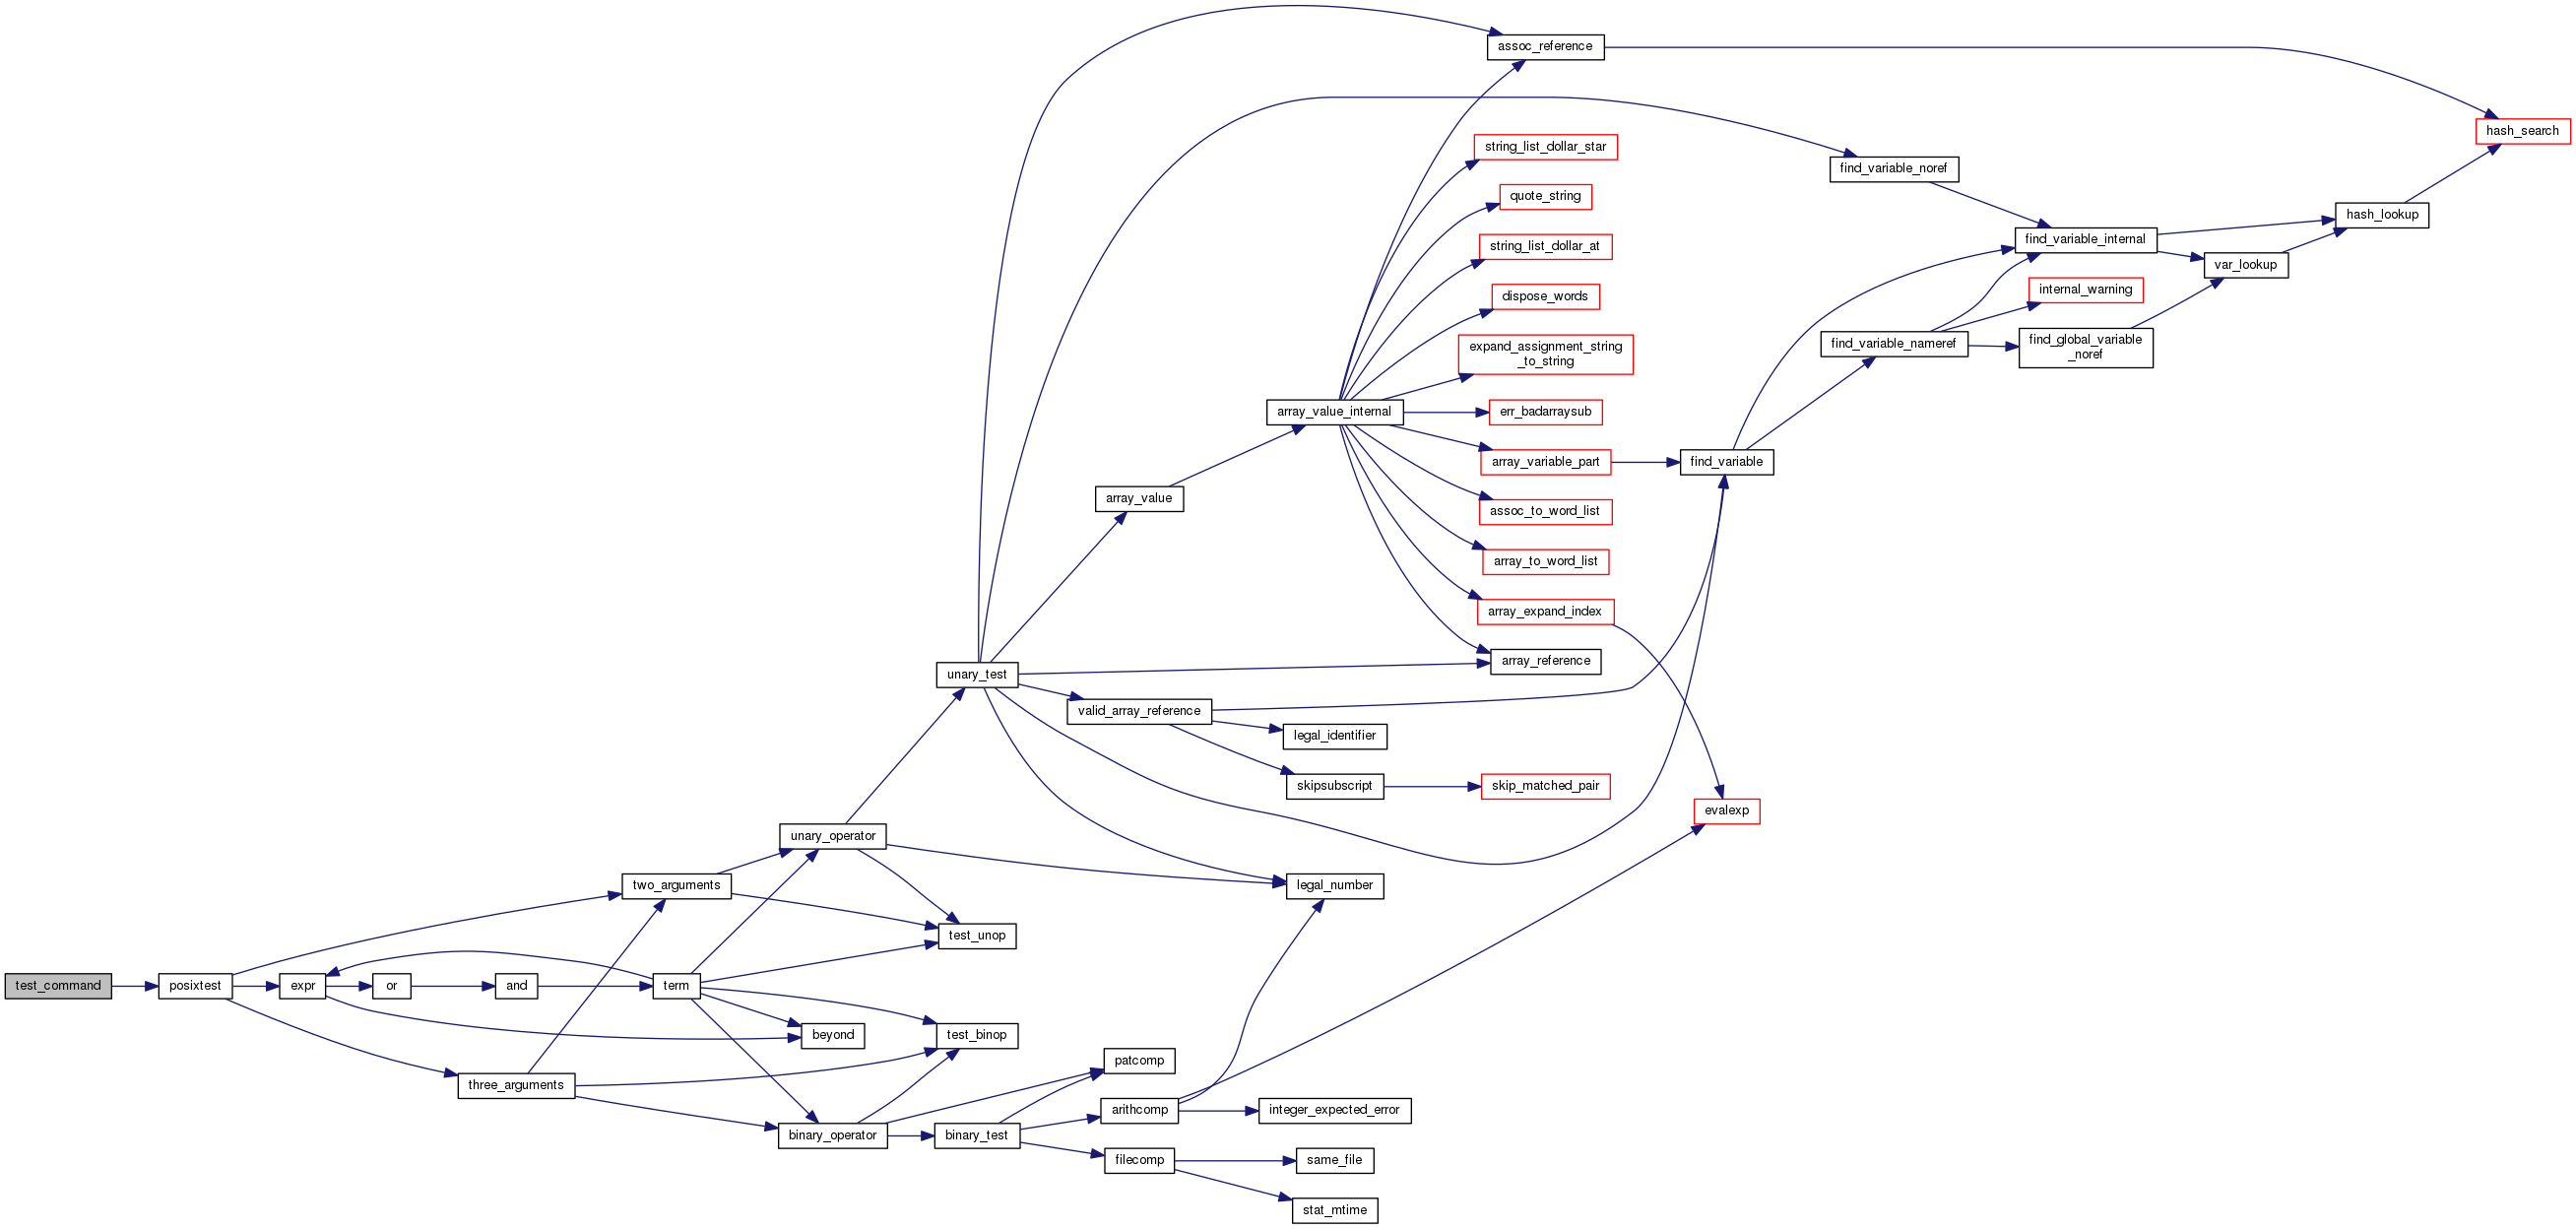 assoc_reference
hash_search
string_list_dollar_star
find_variable_noref
quote_string
hash_lookup
find_variable_internal
string_list_dollar_at
var_lookup
internal_warning
dispose_words
find_variable_nameref
find_global_variable
_noref
expand_assignment_string
_to_string
array_value_internal
err_badarraysub
array_variable_part
find_variable
array_value
assoc_to_word_list
array_to_word_list
array_expand_index
array_reference
unary_test
valid_array_reference
legal_identifier
skipsubscript
skip_matched_pair
evalexp
unary_operator
two_arguments
legal_number
test_unop
test_command
posixtest
expr
or
and
term
beyond
test_binop
patcomp
three_arguments
arithcomp
integer_expected_error
binary_operator
binary_test
filecomp
same_file
stat_mtime